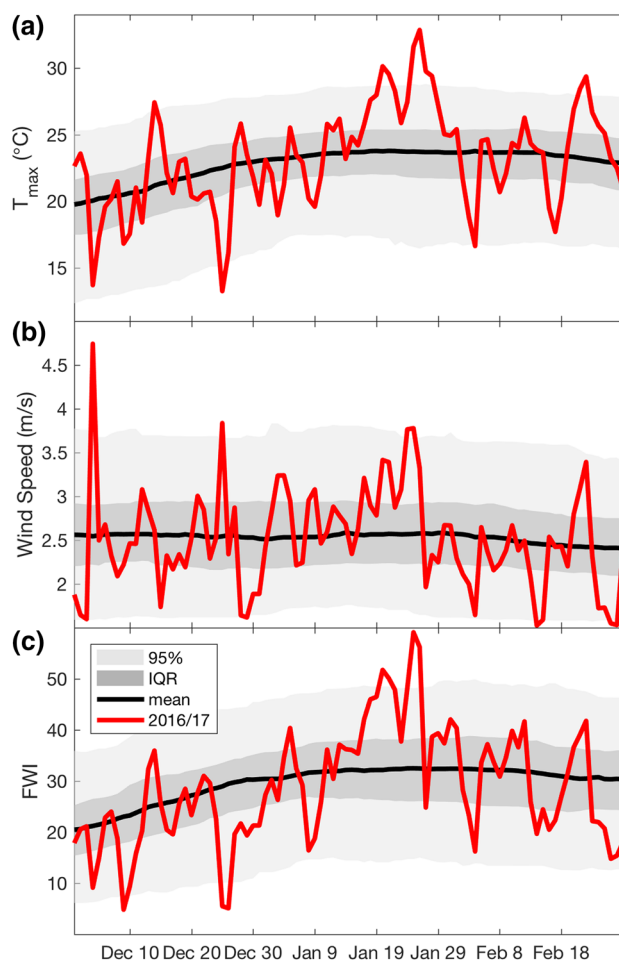 (a)
30
25
20
15
Tmax (°C)
(b)
4.5
4
3.5
3
2.5
2
Wind Speed (m/s)
(c)
95%
IQR
mean
2016/17
50
40
30
20
10
FWI
Dec 10 Dec 20 Dec 30 Jan 9 Jan 19 Jan 29 Feb 8 Feb 18